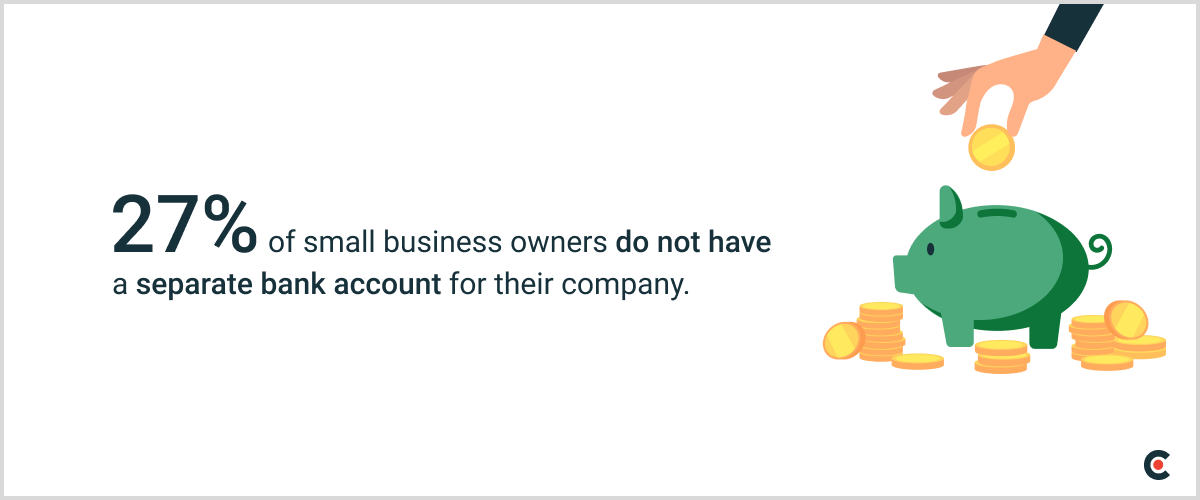 27% of small business owners do not have
a separate bank account for their company.